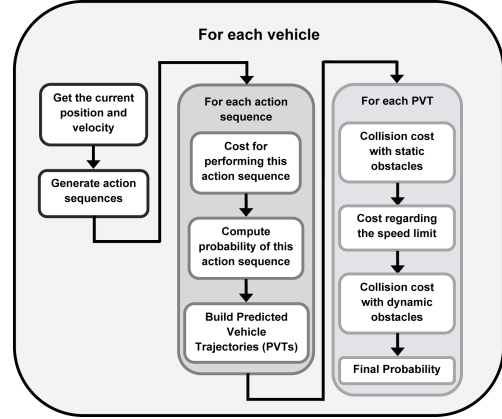 For each vehicle
Get the current
position and
velocity
Generate action
sequences
For each action
sequence
Cost for
performing this
action sequence
Compute
probability of this
action sequence
Build Predicted
Vehicle
Trajectories (PVTs)
For each PVT
Collision cost
with static
obstacles
Cost regarding
the speed limit
Collision cost
with dynamic
obstacles
Final Probability